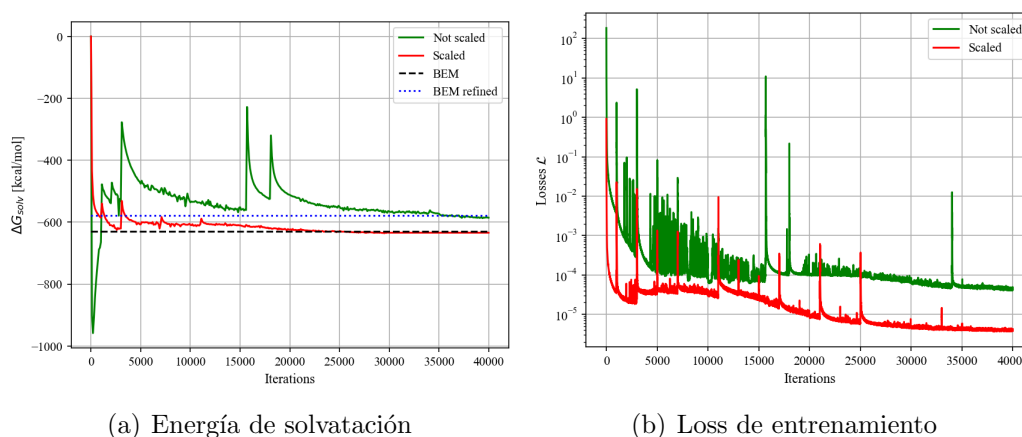 0
−200
−400
−600
−800
−1000
0
5000
10000
15000
20000
25000
30000
35000
40000
Iterations
ΔG_solv [kcal/mol]
Not scaled
Scaled
BEM
BEM refined
(a) Energía de solvatación
10^2
10^1
10^0
10^−1
10^−2
10^−3
10^−4
10^−5
0
5000
10000
15000
20000
25000
30000
35000
40000
Iterations
Losses ℒ
Not scaled
Scaled
(b) Loss de entrenamiento